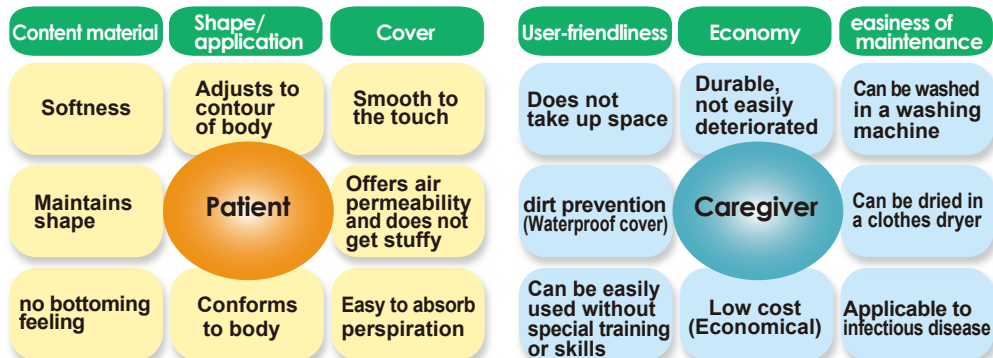 Content material
Shape/
application
Cover
Softness
Adjusts to
contour
of body
Smooth to
the touch
Maintains
shape
Patient
Offers air
permeability
and does not
get stuffy
no bottoming
feeling
Conforms
to body
Easy to absorb
perspiration
User-friendliness
Economy
easiness of
maintenance
Does not
take up space
Durable,
not easily
deteriorated
Can be washed
in a washing
machine
dirt prevention
(Waterproof cover)
Caregiver
Can be dried in
a clothes dryer
Can be easily
used without
special training
or skills
Low cost
(Economical)
Applicable to
infectious disease